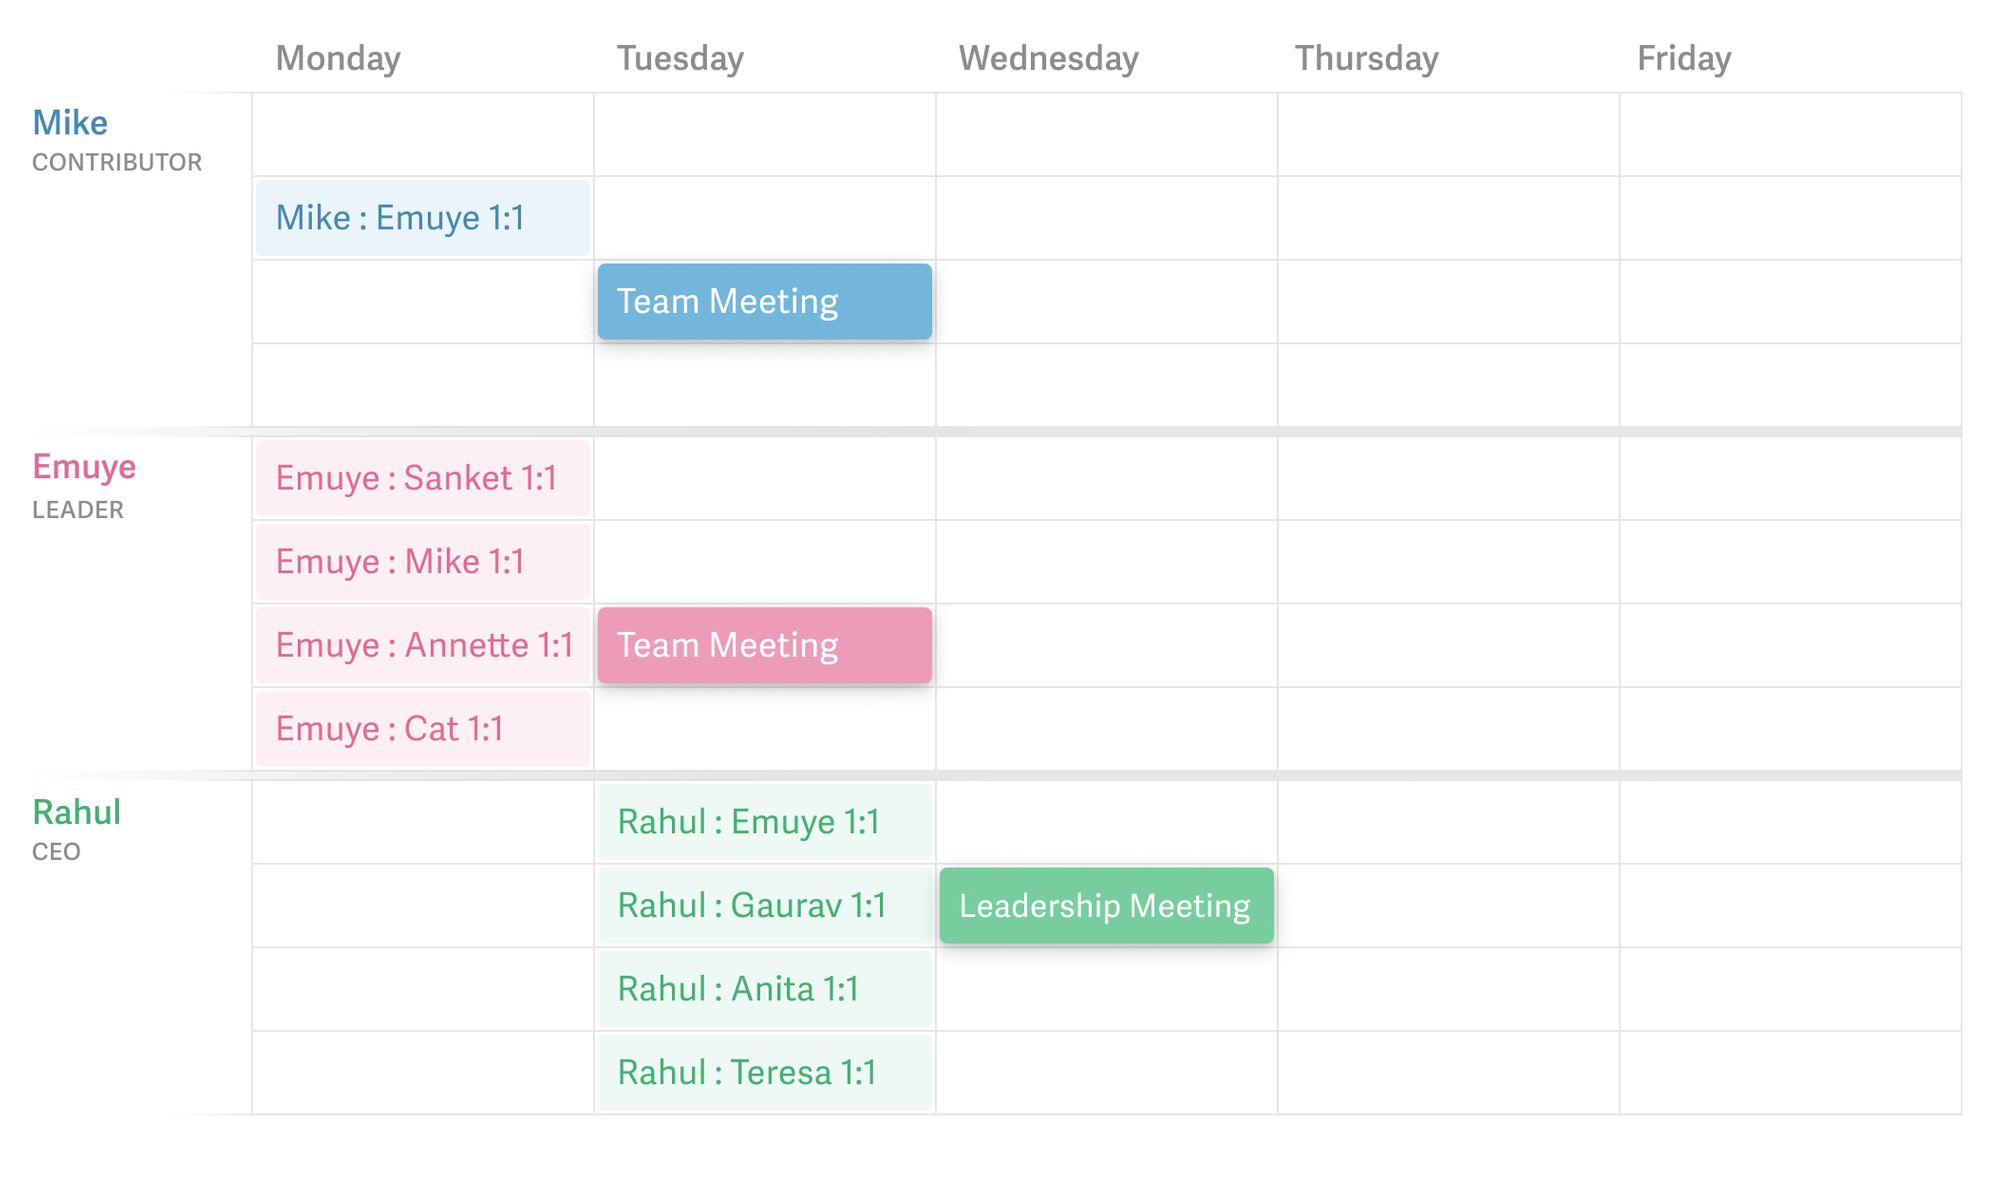 Monday
Tuesday
Wednesday
Thursday
Friday
Mike
CONTRIBUTOR
Mike : Emuye 1:1
Team Meeting
Emuye
LEADER
Emuye : Sanket 1:1
Emuye : Mike 1:1
Emuye : Annette 1:1
Team Meeting
Emuye : Cat 1:1
Rahul
CEO
Rahul : Emuye 1:1
Rahul : Gaurav 1:1
Leadership Meeting
Rahul : Anita 1:1
Rahul : Teresa 1:1